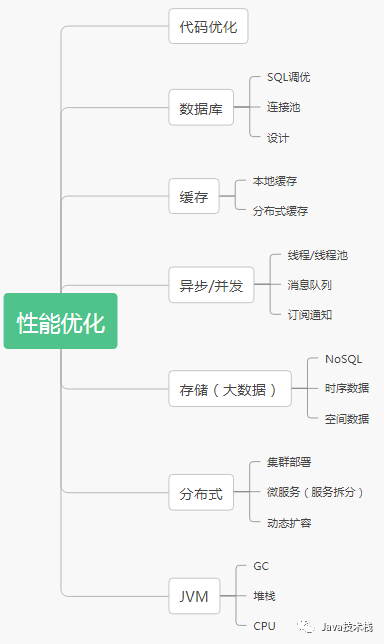 代码优化
SQL调优
数据库
连接池
设计
本地缓存
缓存
分布式缓存
线程/线程池
异步/并发
消息队列
订阅通知
性能优化
NoSQL
存储（大数据）
时序数据
空间数据
集群部署
分布式
微服务（服务拆分）
动态扩容
GC
JVM
堆栈
CPU
Java技术栈